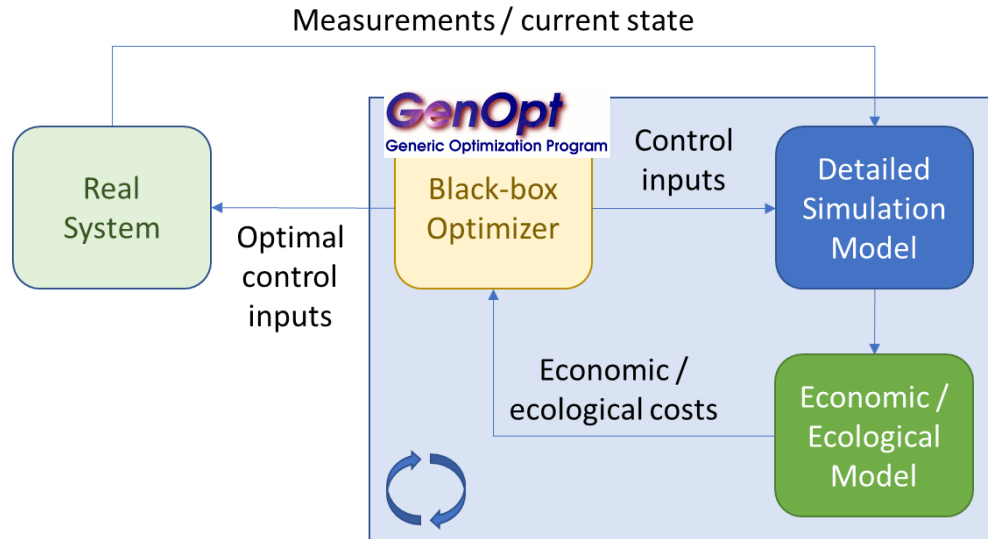 Measurements / current state
GenOpt
Generic Optimization Program
Real
System
Black-box
Optimizer
Control
inputs
Detailed
Simulation
Model
Optimal
control
inputs
Economic /
ecological costs
Economic /
Ecological
Model